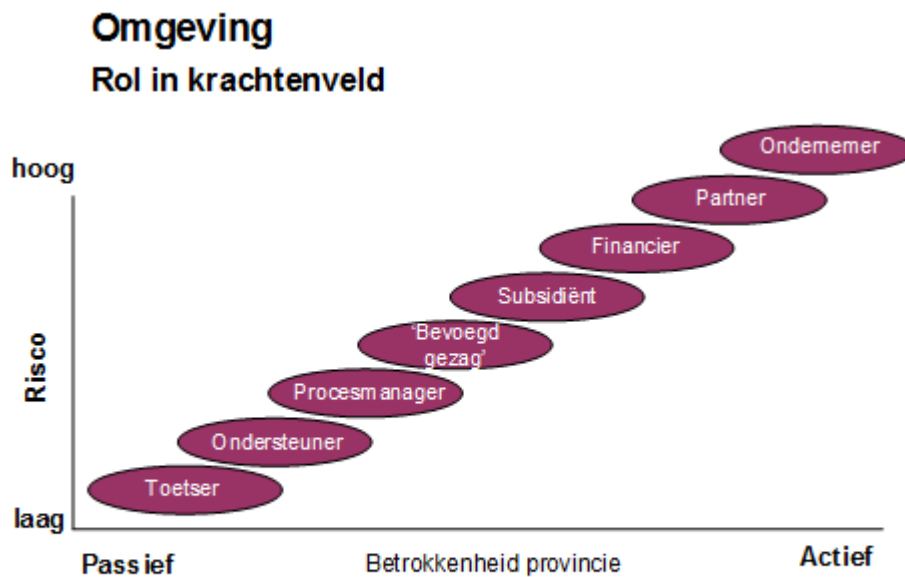 Omgeving
Rol in krachtenveld
hoog
Ondernemer
Partner
Financier
Subsidiënt
‘Bevoegd
gezag’
Procesmanager
Ondersteuner
Toetser
Risco
laag
Passief
Betrokkenheid provincie
Actief